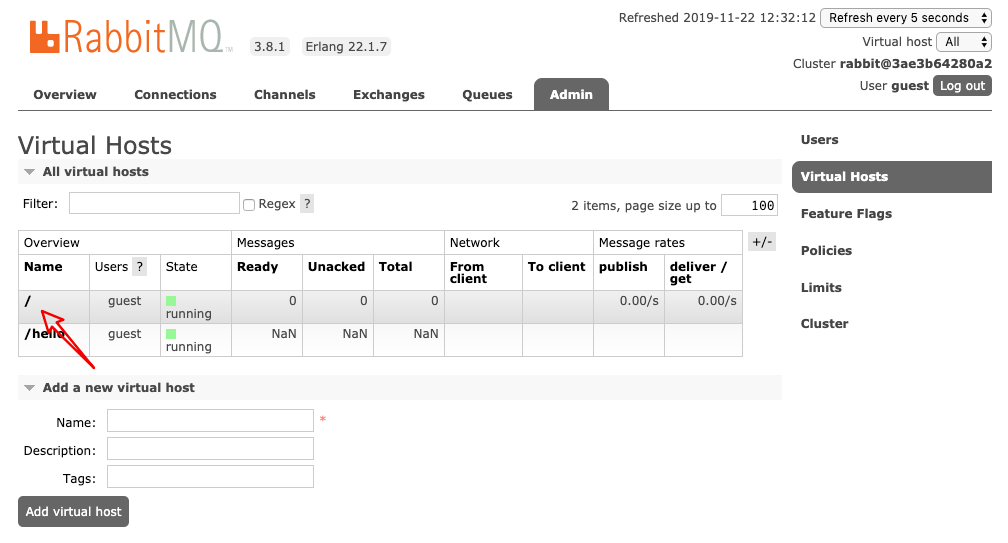 Refreshed 2019-11-22 12:32:12 Refresh every 5 seconds
RabbitMQ TM 3.8.1 Erlang 22.1.7
Virtual host All
Cluster rabbit@3ae3b64280a2
User guest Log out
Overview Connections Channels Exchanges Queues Admin
Virtual Hosts
All virtual hosts
Filter: Regex ? 2 items, page size up to 100
Overview Messages Network Message rates +/-
Name Users ? State Ready Unacked Total From client To client publish deliver / get
/ guest running 0 0 0 0.00/s 0.00/s
/hello guest running NaN NaN NaN
Add a new virtual host
Name: *
Description:
Tags:
Add virtual host
Users
Virtual Hosts
Feature Flags
Policies
Limits
Cluster